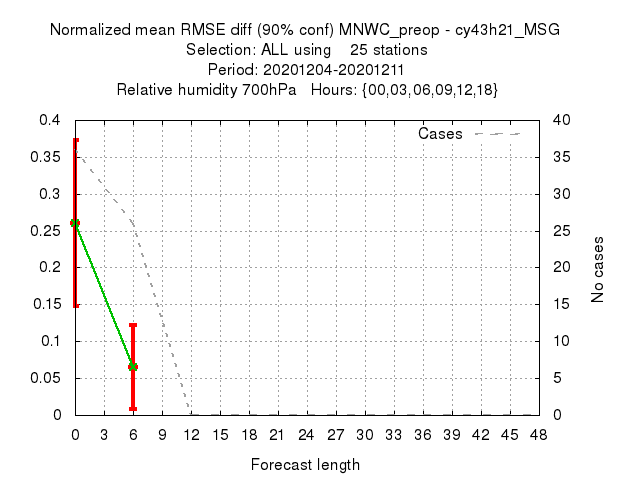 Normalized mean RMSE diff (90% conf) MNWC_preop - cy43h21_MSG
Selection: ALL using    25 stations
Period: 20201204-20201211
Relative humidity 700hPa   Hours: {00,03,06,09,12,18}
Cases
0.4
0.35
0.3
0.25
0.2
0.15
0.1
0.05
0
40
35
30
25
20
15
10
5
0
No cases
0 3 6 9 12 15 18 21 24 27 30 33 36 39 42 45 48
Forecast length